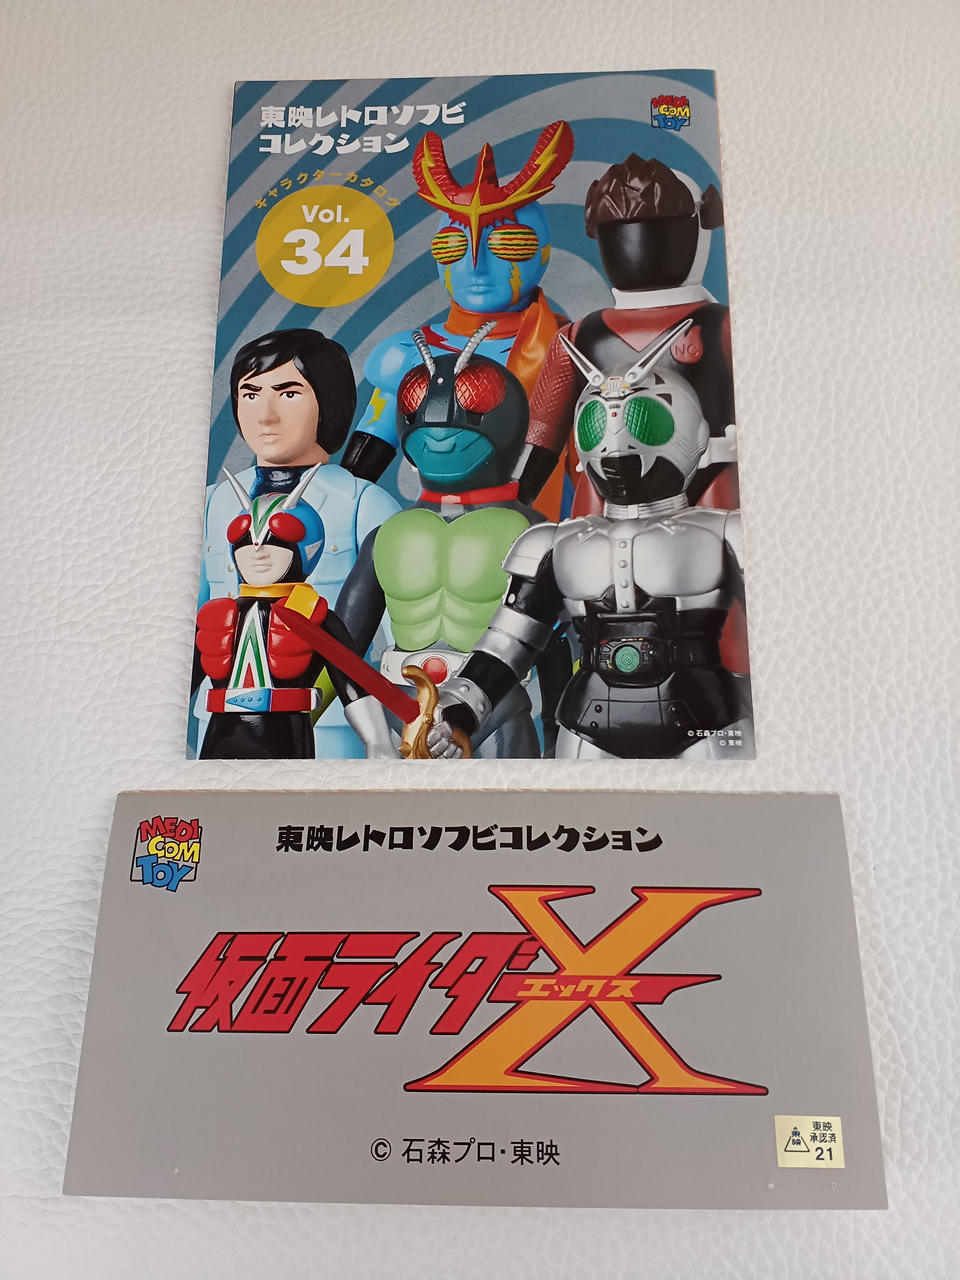 東映レトロソフビ
コレクション
キャラクターカタログ
Vol.
34
MEDI
COM
TOY
NO
© 石森プロ・東映
© 東映
MEDI
COM
TOY
東映レトロソフビコレクション
仮面ライダーX
エックス
© 石森プロ・東映
東映
東映
承認済
21